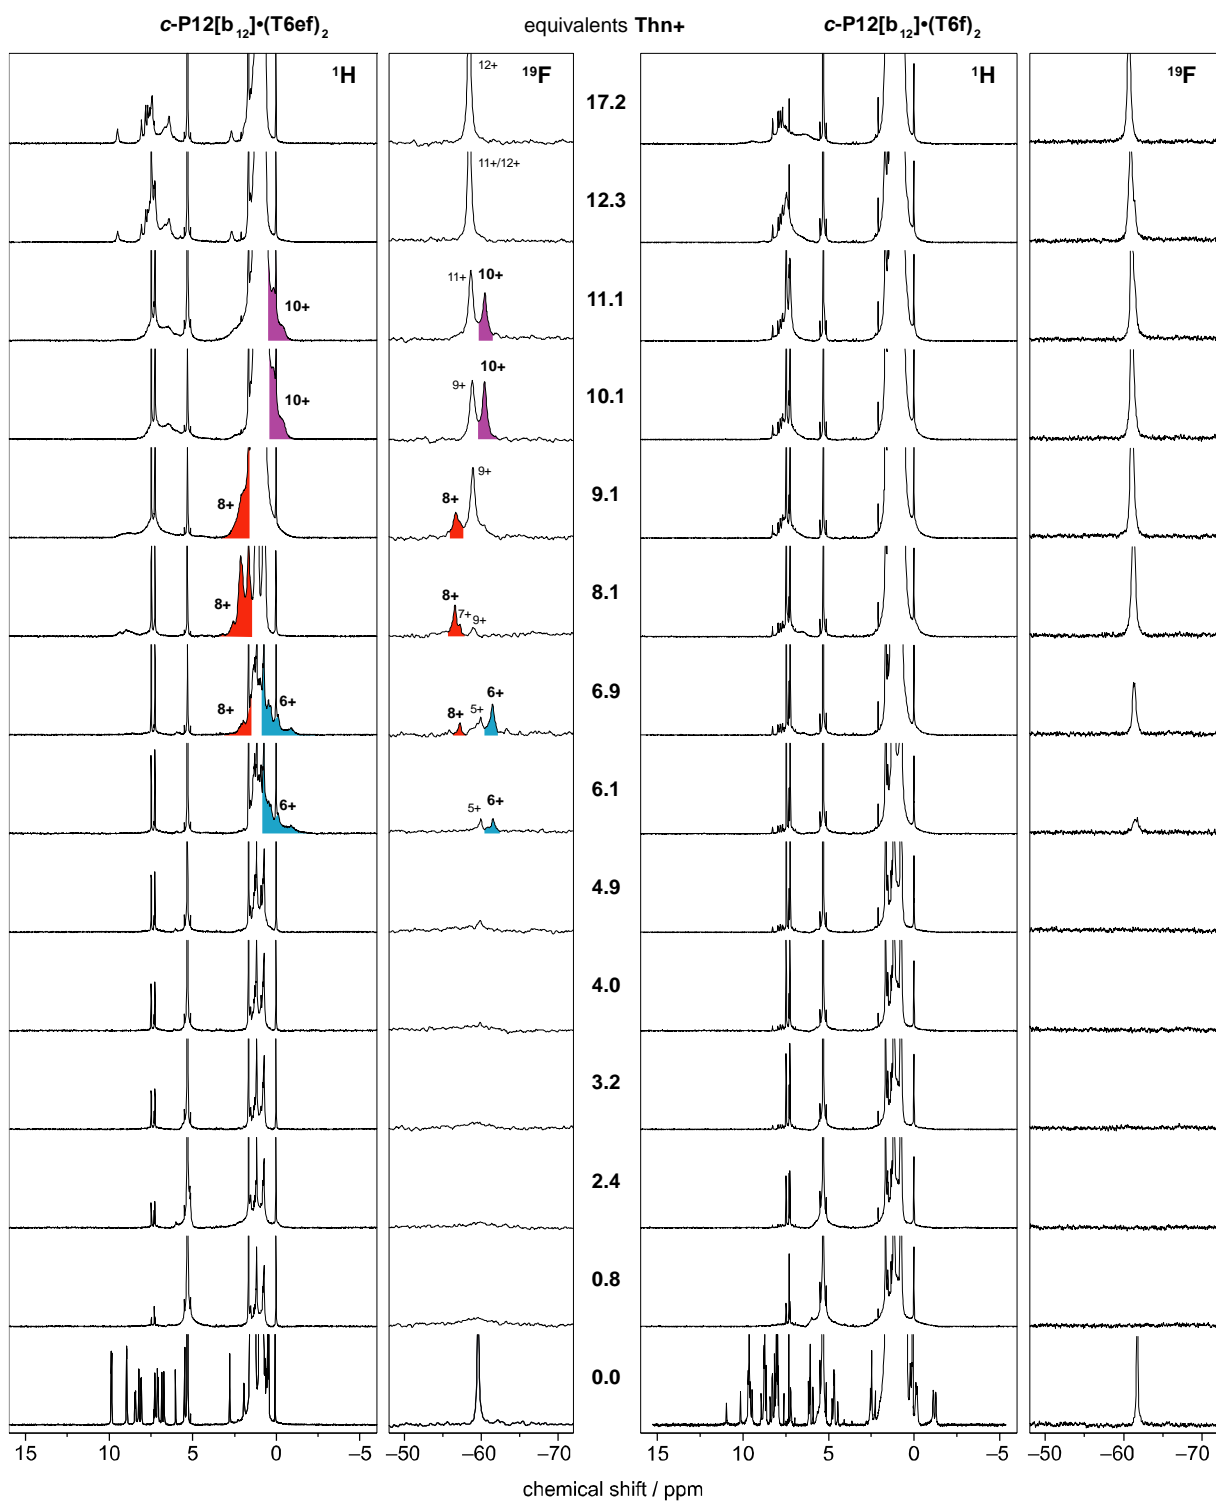 c-P12[b₁₂]•(T6ef)₂ equivalents Thn+ c-P12[b₁₂]•(T6f)₂
¹H 12+ ¹⁹F 17.2 ¹H ¹⁹F
11+/12+ 12.3
10+ 11+ 10+ 11.1
10+ 9+ 10+ 10.1
8+ 8+ 9+ 9.1
8+ 8+ 7+ 9+ 8.1
8+ 6+ 8+ 5+ 6+ 6.9
6+ 5+ 6+ 6.1
4.9
4.0
3.2
2.4
0.8
0.0
15 10 5 0 –5 –50 –60 –70 15 10 5 0 –5 –50 –60 –70
chemical shift / ppm